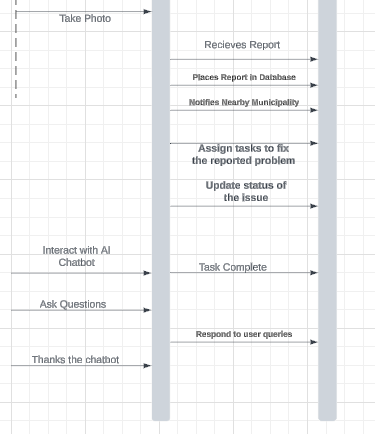 Take Photo
Recieves Report
Places Report in Database
Notifies Nearby Municipality
Assign tasks to fix
the reported problem
Update status of
the issue
Interact with AI
Chatbot
Task Complete
Ask Questions
Respond to user queries
Thanks the chatbot